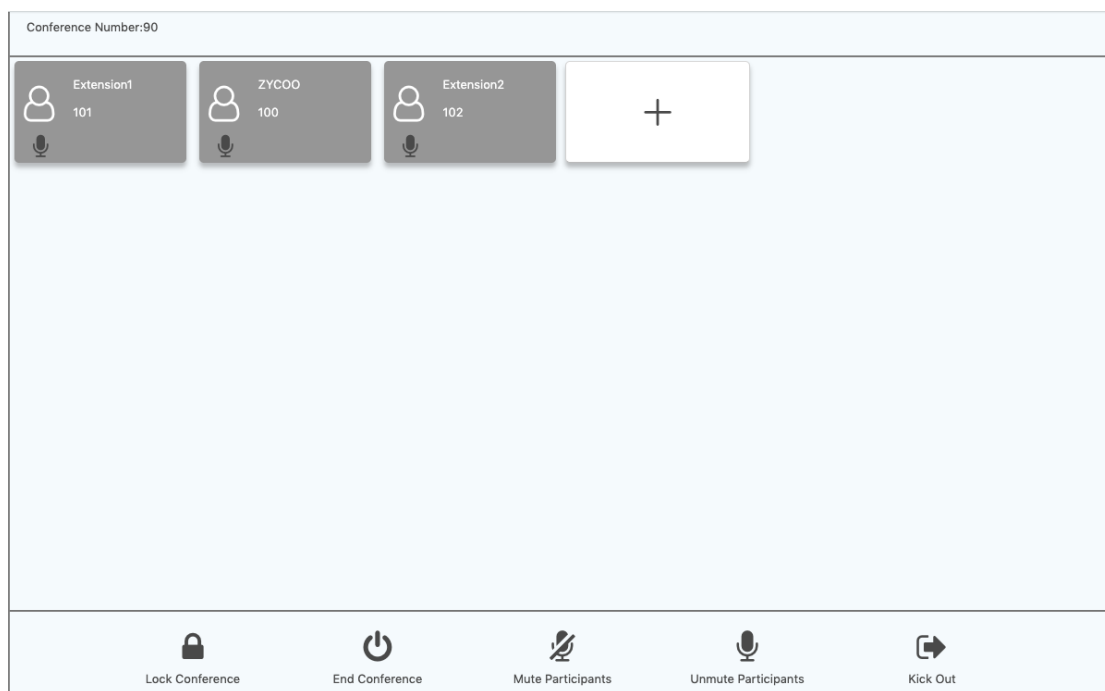 Conference Number:90
Extension1
101
ZYCOO
100
Extension2
102
Lock Conference
End Conference
Mute Participants
Unmute Participants
Kick Out